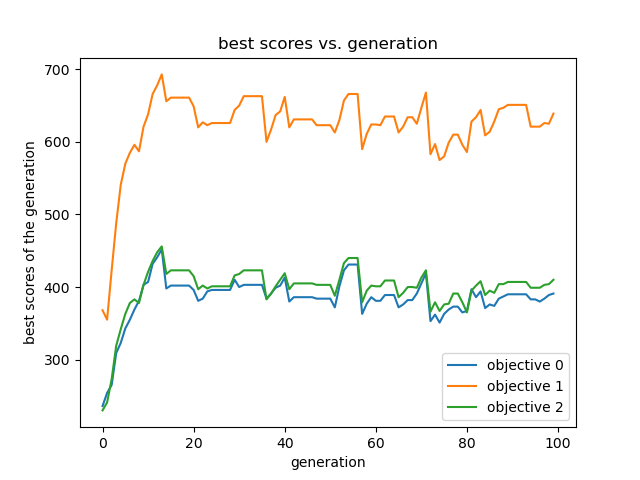 best scores vs. generation
best scores of the generation
700
600
500
400
300
0 20 40 60 80 100
generation
objective 0
objective 1
objective 2